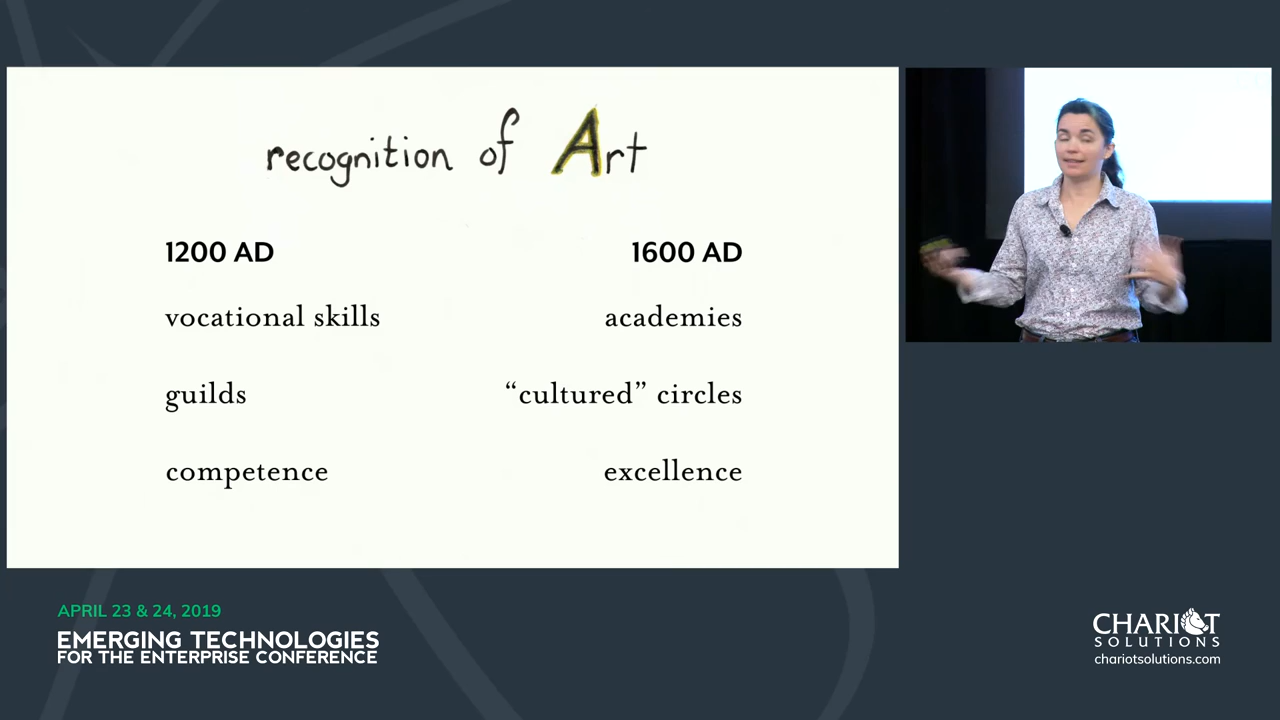 recognition of Art
1200 AD 1600 AD
vocational skills academies
guilds “cultured” circles
competence excellence
APRIL 23 & 24, 2019
EMERGING TECHNOLOGIES
FOR THE ENTERPRISE CONFERENCE
CHARIOT
SOLUTIONS
chariotsolutions.com